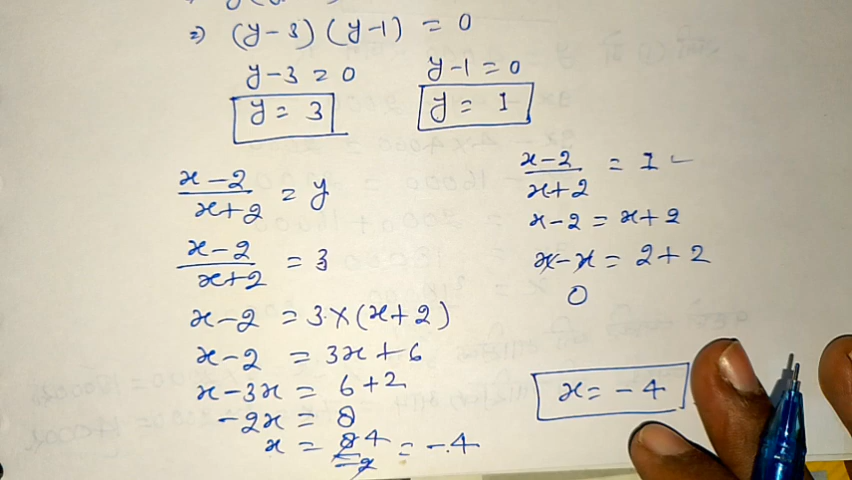 ⇒ (y-3) (y-1) = 0
y-3=0
y-1=0
y = 3
y = 1
x-2/x+2 = y
x-2/x+2 = 3
x-2 = 3×(x+2)
x-2 = 3x+6
x-3x = 6+2
-2x = 8
x = 8 4/-2 = -4
x-2/x+2 = 1
x-2 = x+2
x-x = 2+2
0
x = -4